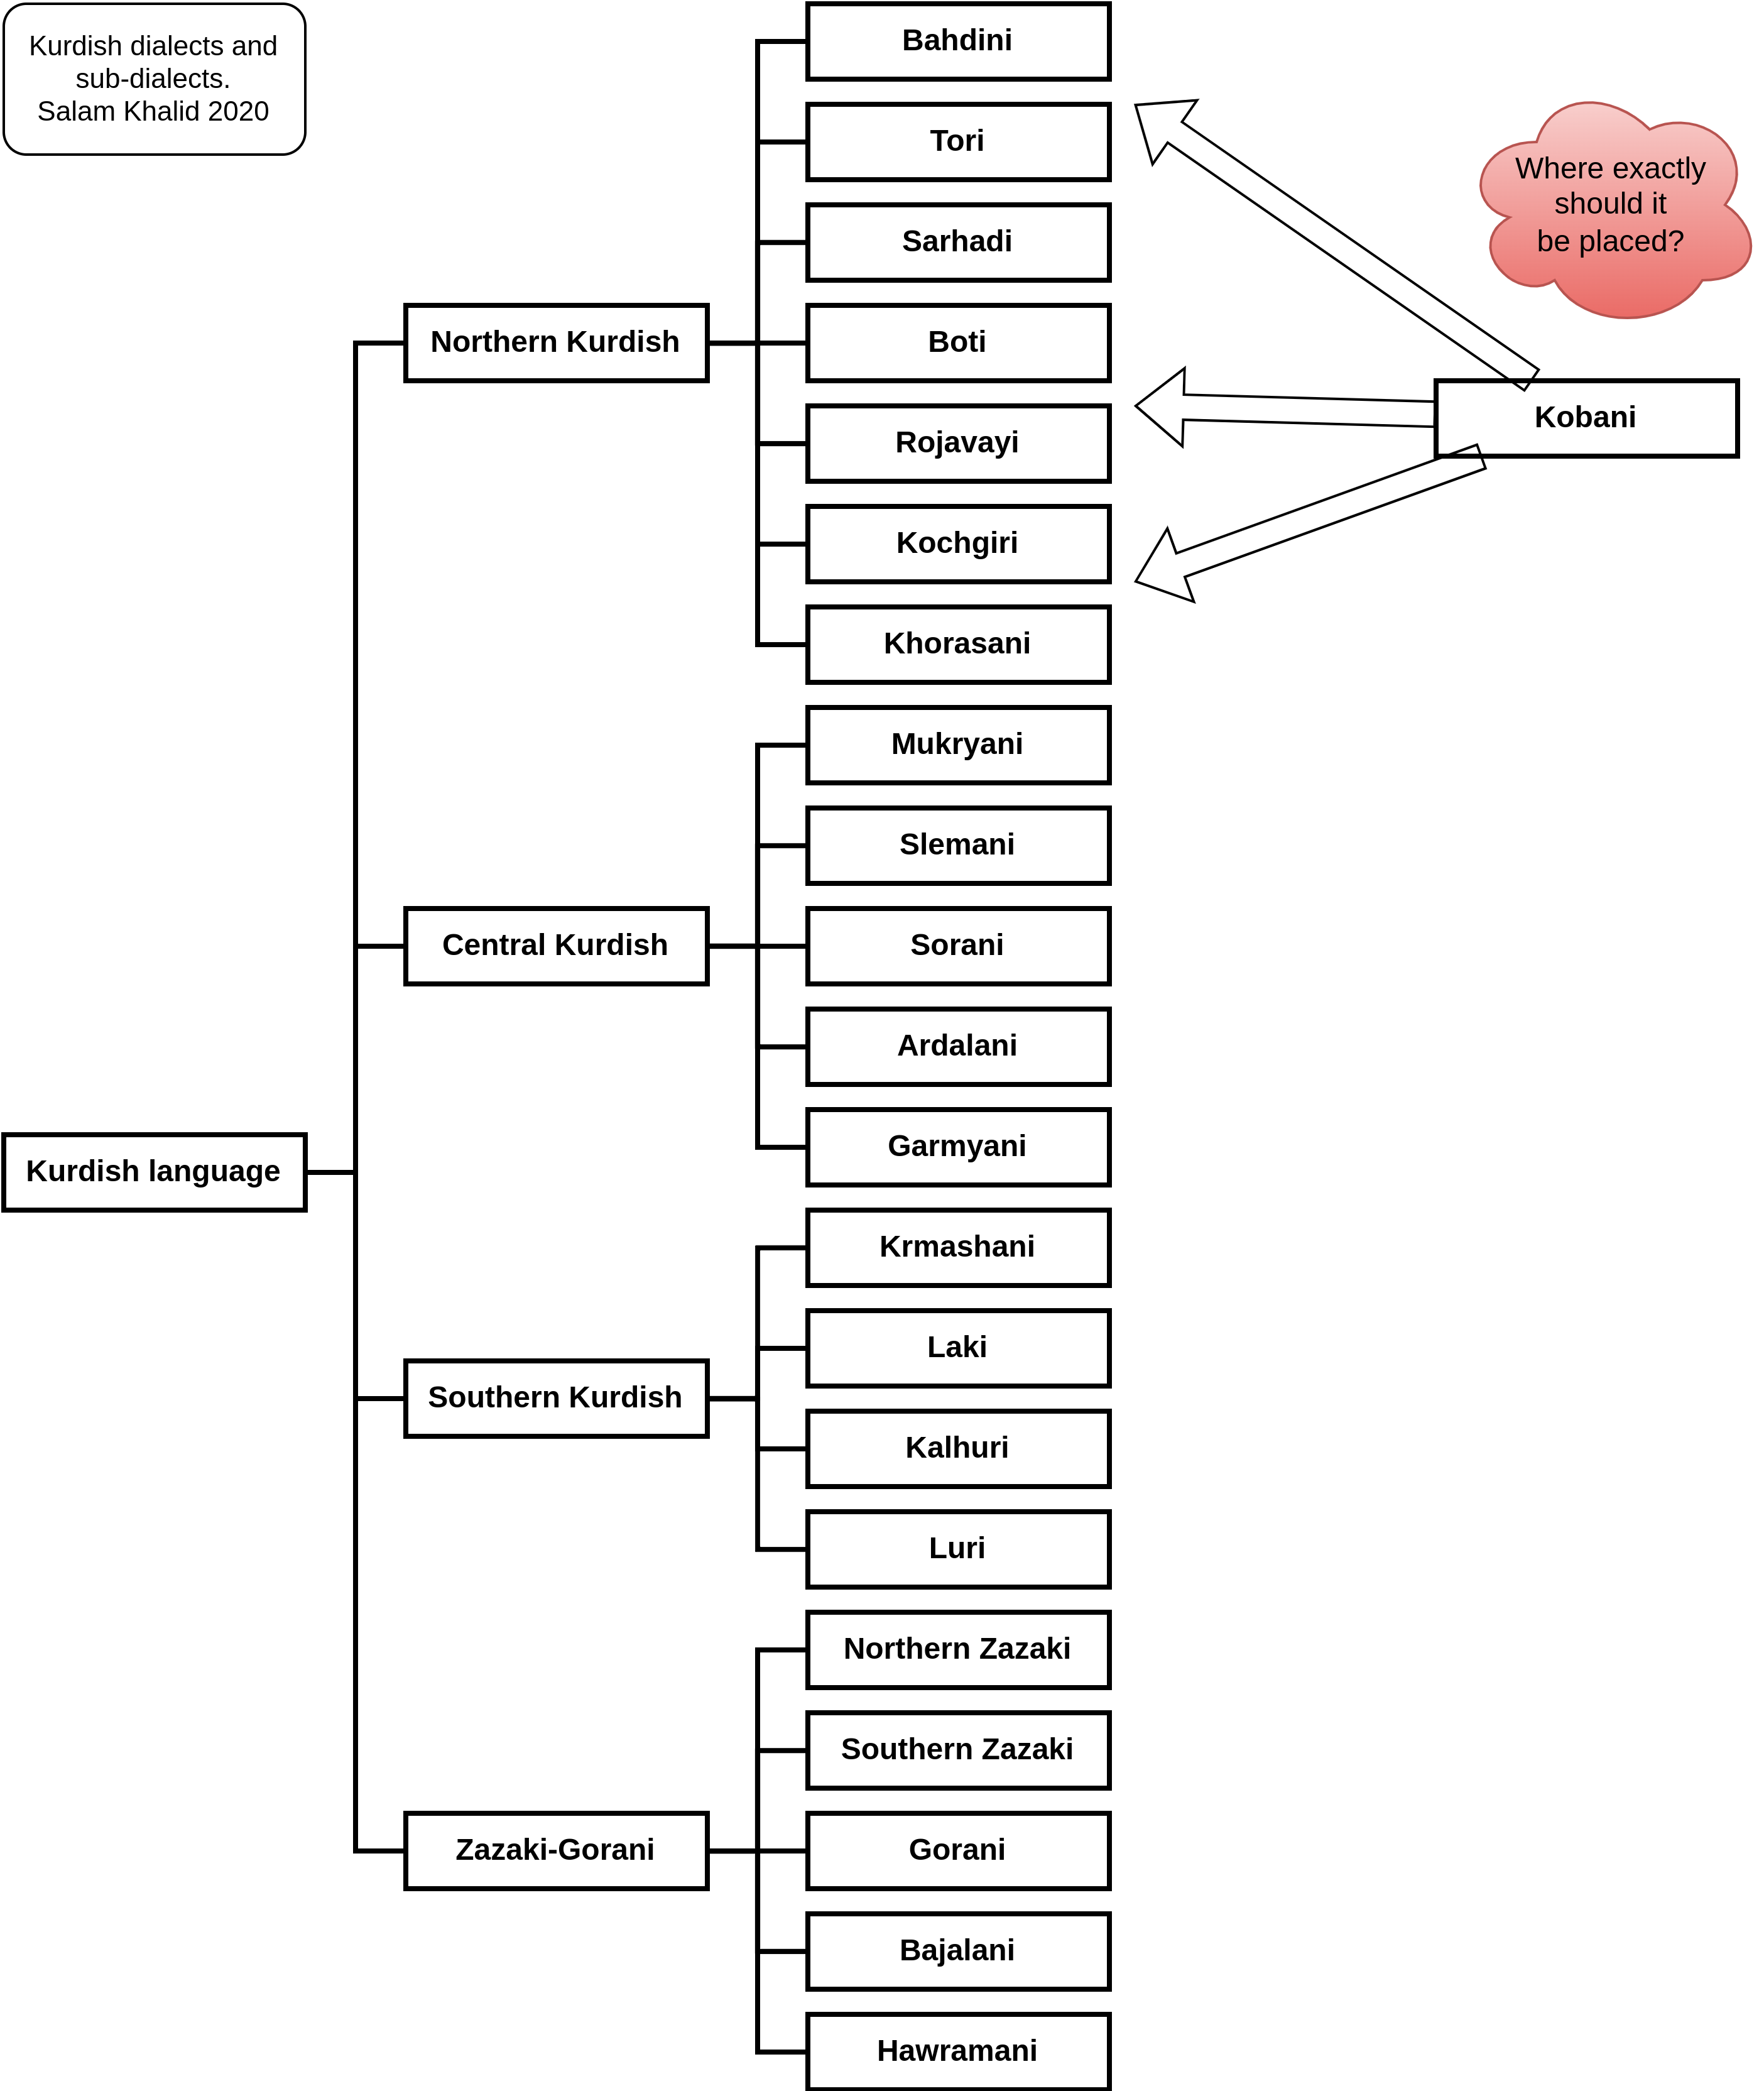 Kurdish dialects and
sub-dialects.
Salam Khalid 2020
Bahdini
Tori
Sarhadi
Northern Kurdish
Boti
Rojavayi
Kochgiri
Khorasani
Where exactly
should it
be placed?
Kobani
Mukryani
Slemani
Central Kurdish
Sorani
Ardalani
Garmyani
Kurdish language
Krmashani
Laki
Southern Kurdish
Kalhuri
Luri
Northern Zazaki
Southern Zazaki
Zazaki-Gorani
Gorani
Bajalani
Hawramani